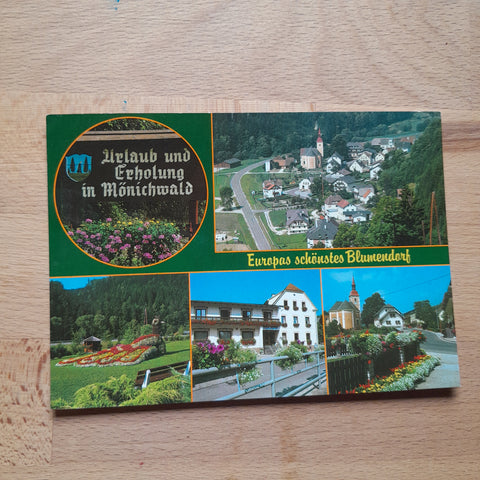 Urlaub und
Erholung
in Mönichwald
Europas schönstes Blumendorf